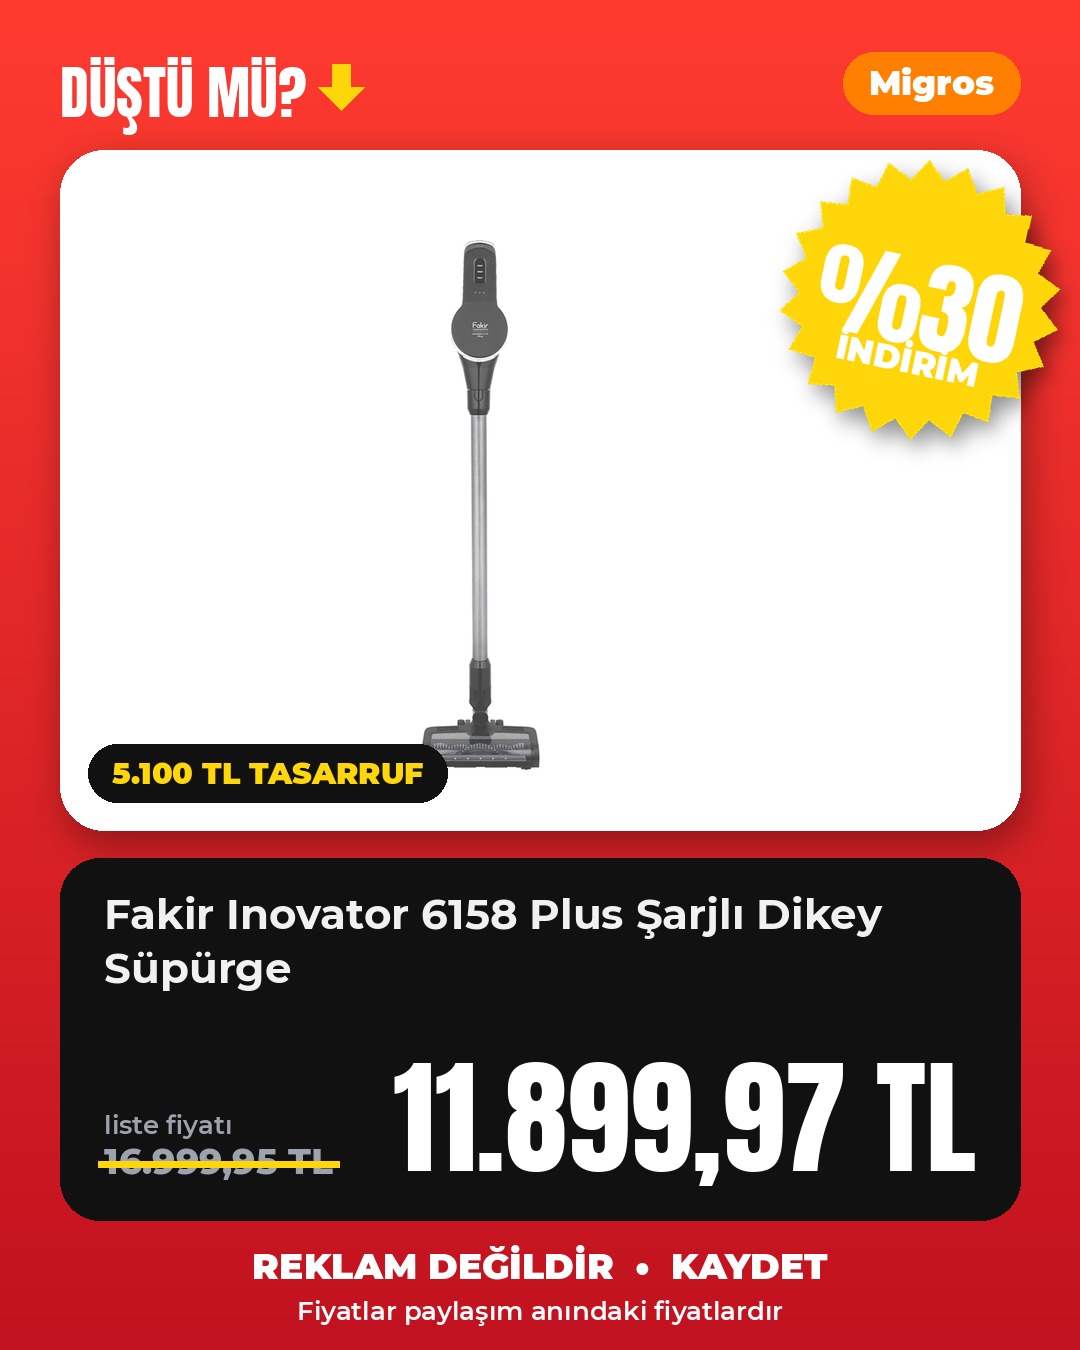 DÜŞTÜ MÜ?
Migros
%30
İNDİRİM
Fakir
5.100 TL TASARRUF
Fakir Inovator 6158 Plus Şarjlı Dikey
Süpürge
liste fiyatı
16.999,95 TL
11.899,97 TL
REKLAM DEĞİLDİR • KAYDET
Fiyatlar paylaşım anındaki fiyatlardır